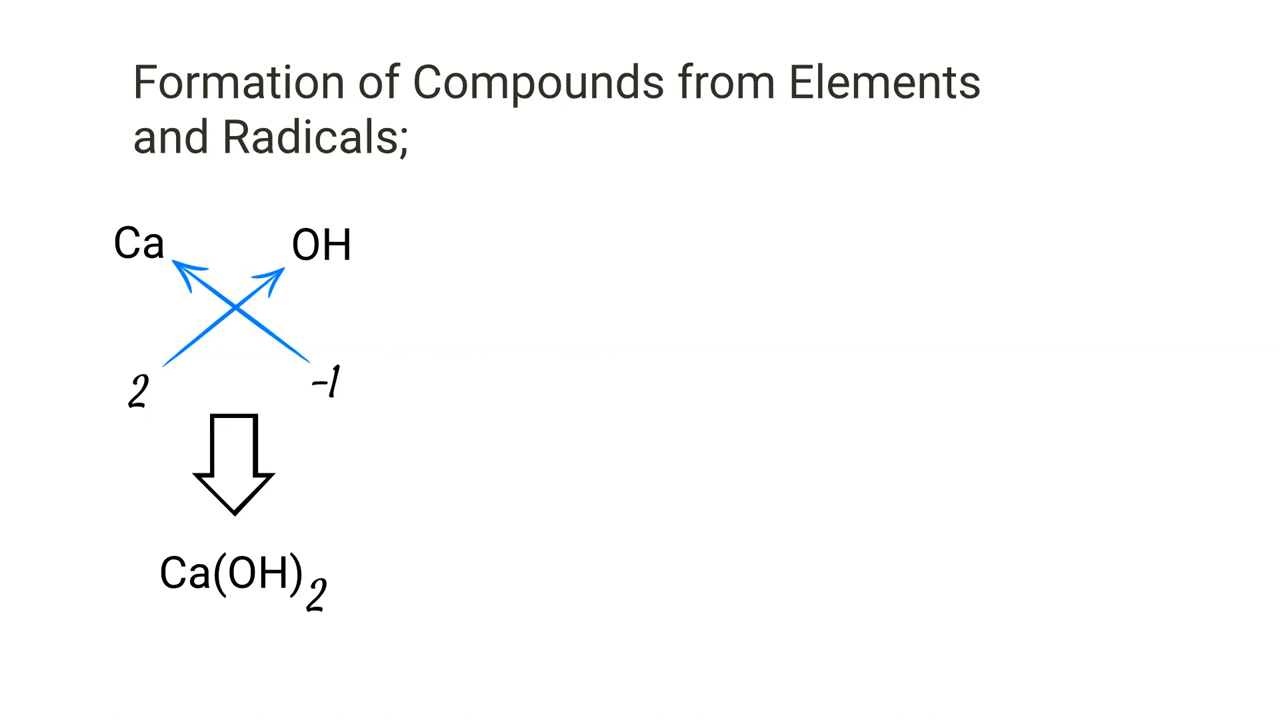 Formation of Compounds from Elements
and Radicals;
Ca OH
2 -1
Ca(OH)2